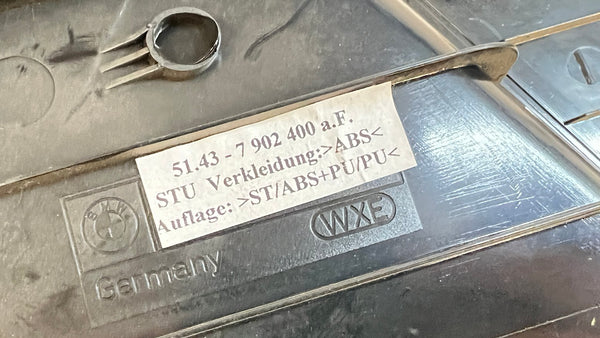 51.43 - 7 902 400 a.F.
STU Verkleidung:>ABS<
Auflage: >ST/ABS+PU/PU<
BMW
WXE
Germany